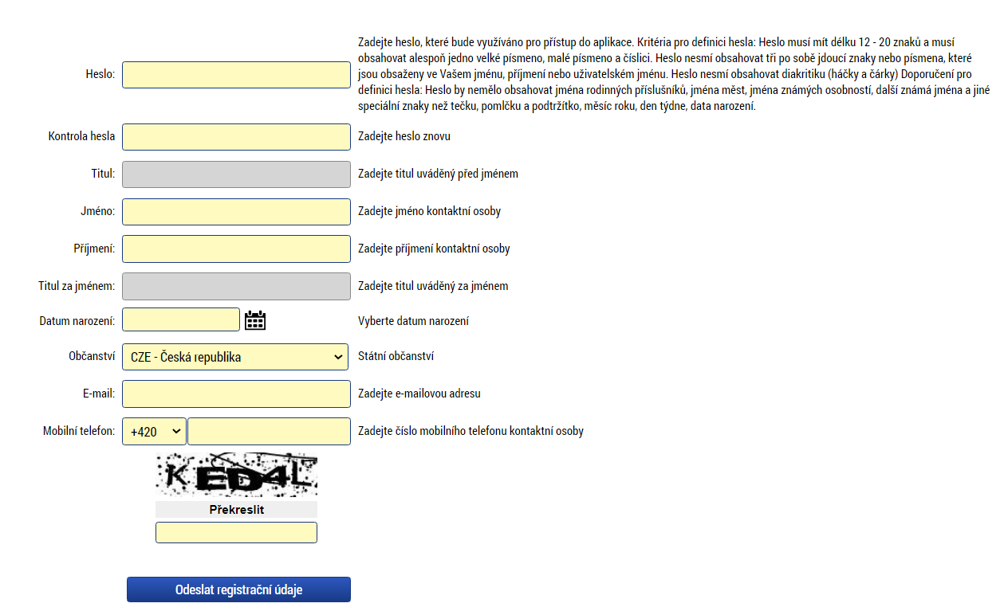 Zadejte heslo, které bude využíváno pro přístup do aplikace. Kritéria pro definici hesla: Heslo musí mít délku 12 - 20 znaků a musí
obsahovat alespoň jedno velké písmeno, malé písmeno a číslici. Heslo nesmí obsahovat tři po sobě jdoucí znaky nebo písmena, které
Heslo: jsou obsaženy ve Vašem jménu, příjmení nebo uživatelském jménu. Heslo nesmí obsahovat diakritiku (háčky a čárky) Doporučení pro
definici hesla: Heslo by nemělo obsahovat jména rodinných příslušníků, jména měst, jména známých osobností, další známá jména a jiné
speciální znaky než tečku, pomlčku a podtržítko, měsíc roku, den týdne, data narození.
Kontrola hesla Zadejte heslo znovu
Titul: Zadejte titul uváděný před jménem
Jméno: Zadejte jméno kontaktní osoby
Příjmení: Zadejte příjmení kontaktní osoby
Titul za jménem: Zadejte titul uváděný za jménem
Datum narození: Vyberte datum narození
Občanství CZE - Česká republika Státní občanství
E-mail: Zadejte e-mailovou adresu
Mobilní telefon: +420 Zadejte číslo mobilního telefonu kontaktní osoby
KED4L
Překreslit
Odeslat registrační údaje